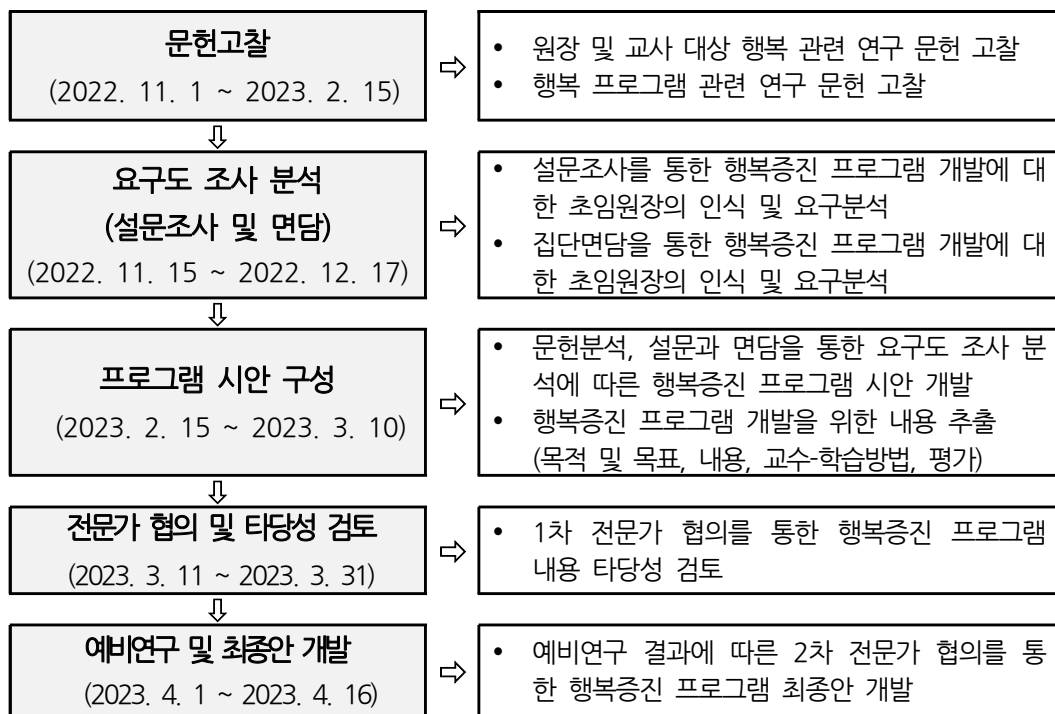 문헌고찰
(2022. 11. 1 ~ 2023. 2. 15)
• 원장 및 교사 대상 행복 관련 연구 문헌 고찰
• 행복 프로그램 관련 연구 문헌 고찰
요구도 조사 분석
(설문조사 및 면담)
(2022. 11. 15 ~ 2022. 12. 17)
• 설문조사를 통한 행복증진 프로그램 개발에 대
한 초임원장의 인식 및 요구분석
• 집단면담을 통한 행복증진 프로그램 개발에 대
한 초임원장의 인식 및 요구분석
프로그램 시안 구성
(2023. 2. 15 ~ 2023. 3. 10)
• 문헌분석, 설문과 면담을 통한 요구도 조사 분
석에 따른 행복증진 프로그램 시안 개발
• 행복증진 프로그램 개발을 위한 내용 추출
(목적 및 목표, 내용, 교수-학습방법, 평가)
전문가 협의 및 타당성 검토
(2023. 3. 11 ~ 2023. 3. 31)
• 1차 전문가 협의를 통한 행복증진 프로그램
내용 타당성 검토
예비연구 및 최종안 개발
(2023. 4. 1 ~ 2023. 4. 16)
• 예비연구 결과에 따른 2차 전문가 협의를 통
한 행복증진 프로그램 최종안 개발